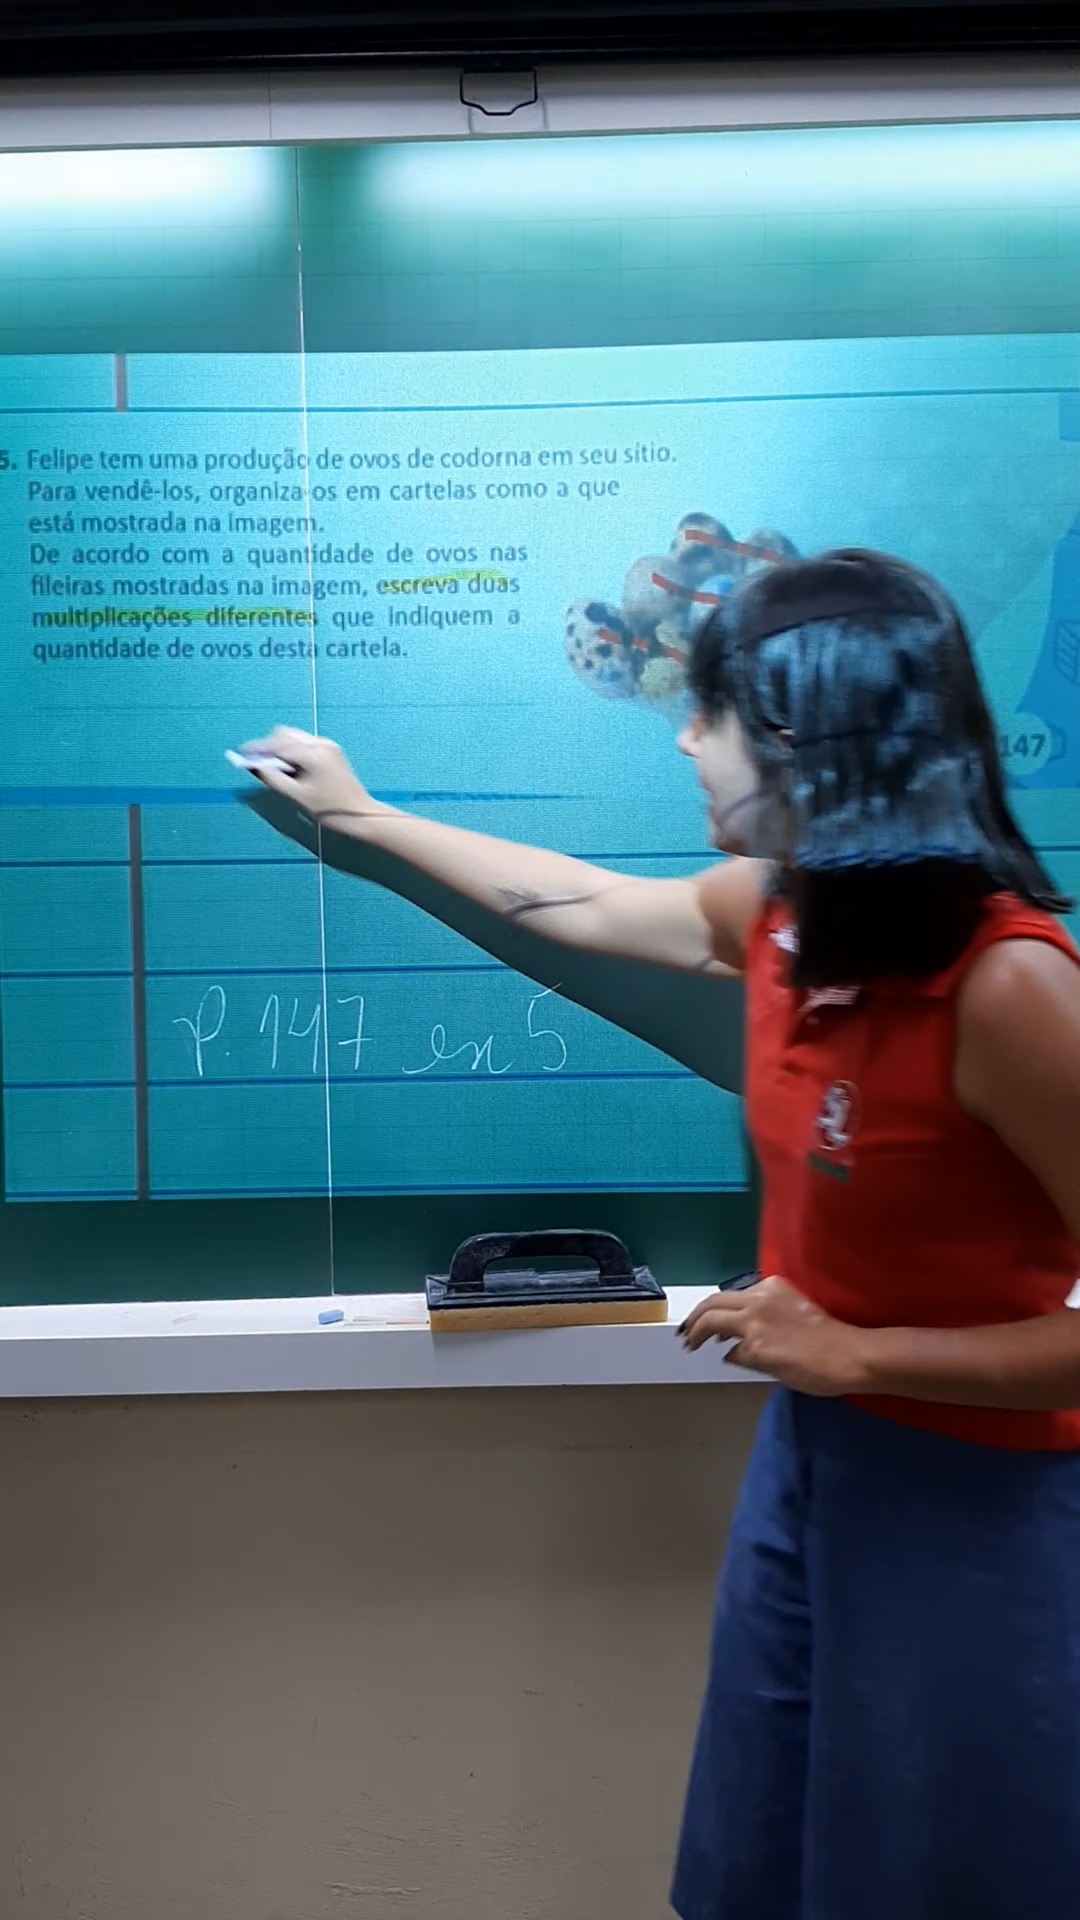 5. Felipe tem uma produção de ovos de codorna em seu sítio.
Para vendê-los, organiza-os em cartelas como a que
está mostrada na imagem.
De acordo com a quantidade de ovos nas
fileiras mostradas na imagem, escreva duas
multiplicações diferentes que indiquem a
quantidade de ovos desta cartela.
147
P. 147 ex 5